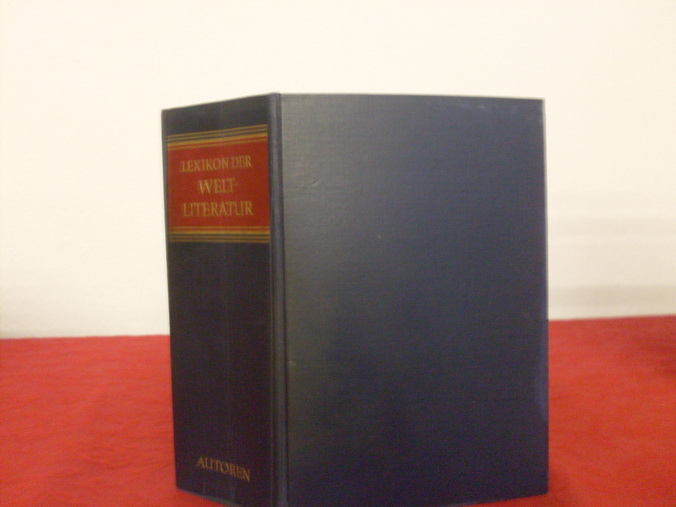 LEXIKON DER
WELT-
LITERATUR
AUTOREN